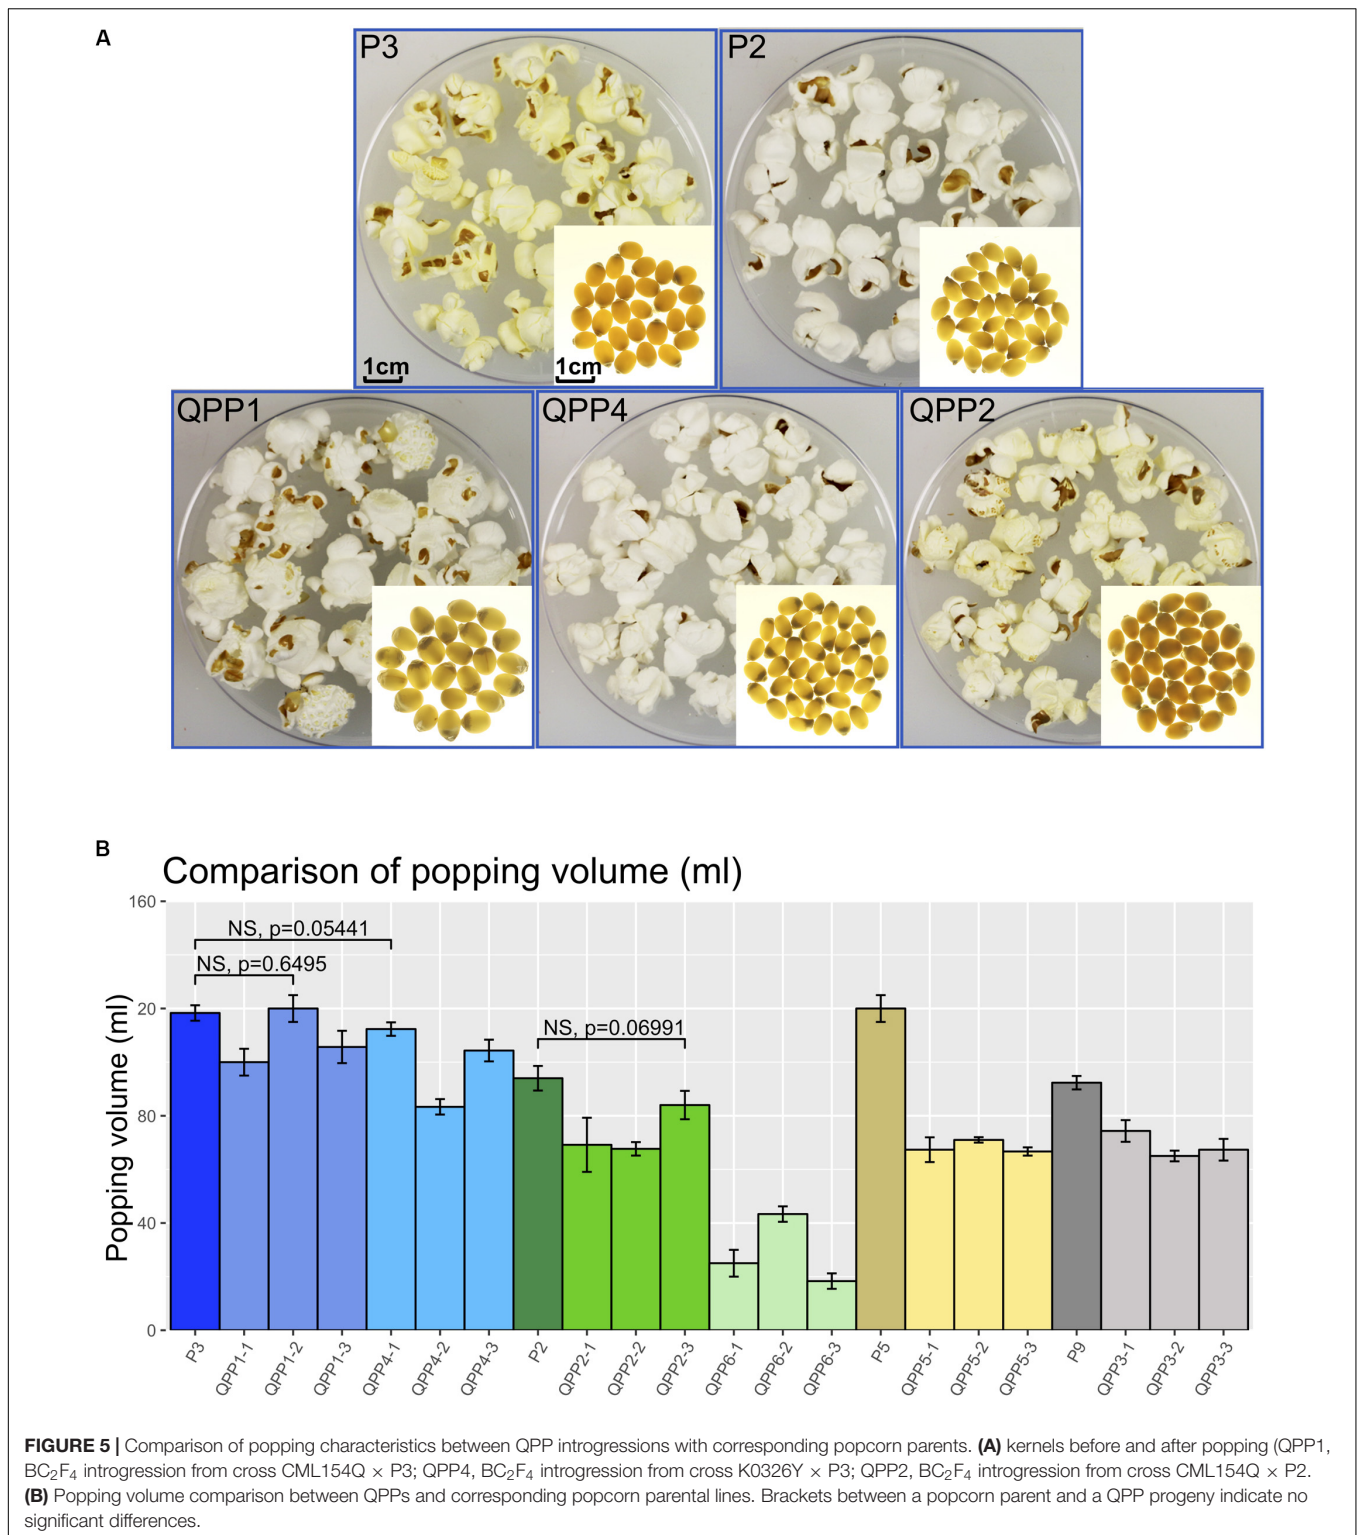 A
P3
P2
1cm
1cm
QPP1
QPP4
QPP2
B
Comparison of popping volume (ml)
Popping volume (ml)
160
20
80
40
0
NS, p=0.05441
NS, p=0.6495
NS, p=0.06991
P3
QPP1-1
QPP1-2
QPP1-3
QPP4-1
QPP4-2
QPP4-3
P2
QPP2-1
QPP2-2
QPP2-3
QPP6-1
QPP6-2
QPP6-3
P5
QPP5-1
QPP5-2
QPP5-3
P9
QPP3-1
QPP3-2
QPP3-3
FIGURE 5 | Comparison of popping characteristics between QPP introgressions with corresponding popcorn parents. (A) kernels before and after popping (QPP1,
BC₂F₄ introgression from cross CML154Q × P3; QPP4, BC₂F₄ introgression from cross K0326Y × P3; QPP2, BC₂F₄ introgression from cross CML154Q × P2.
(B) Popping volume comparison between QPPs and corresponding popcorn parental lines. Brackets between a popcorn parent and a QPP progeny indicate no
significant differences.